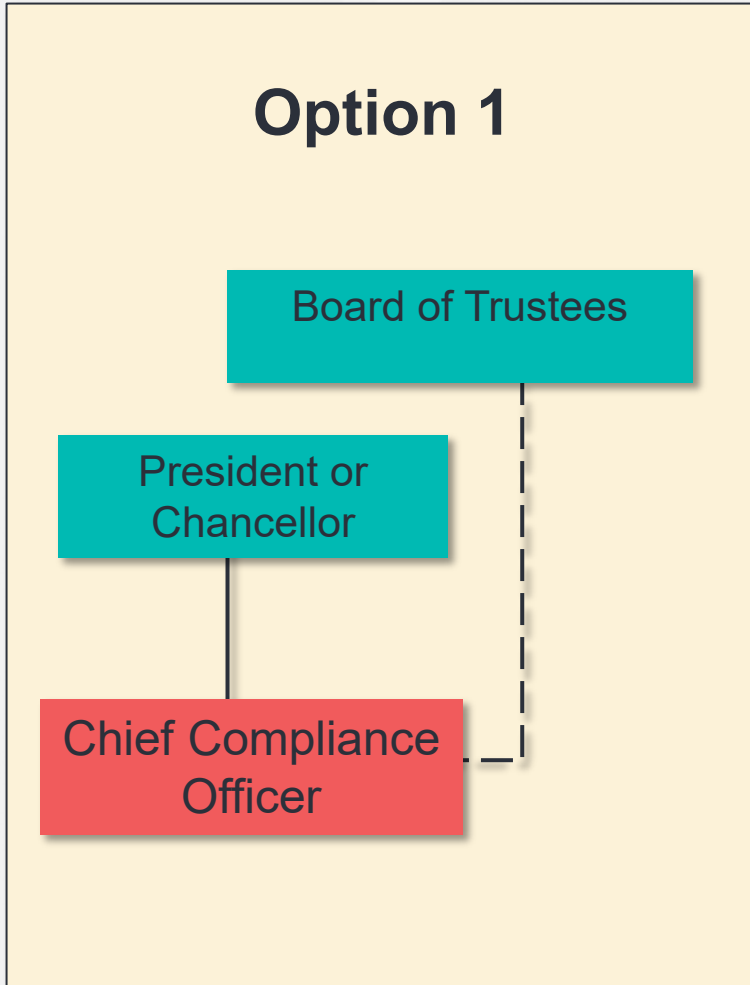 Option 1
Board of Trustees
President or
Chancellor
Chief Compliance
Officer